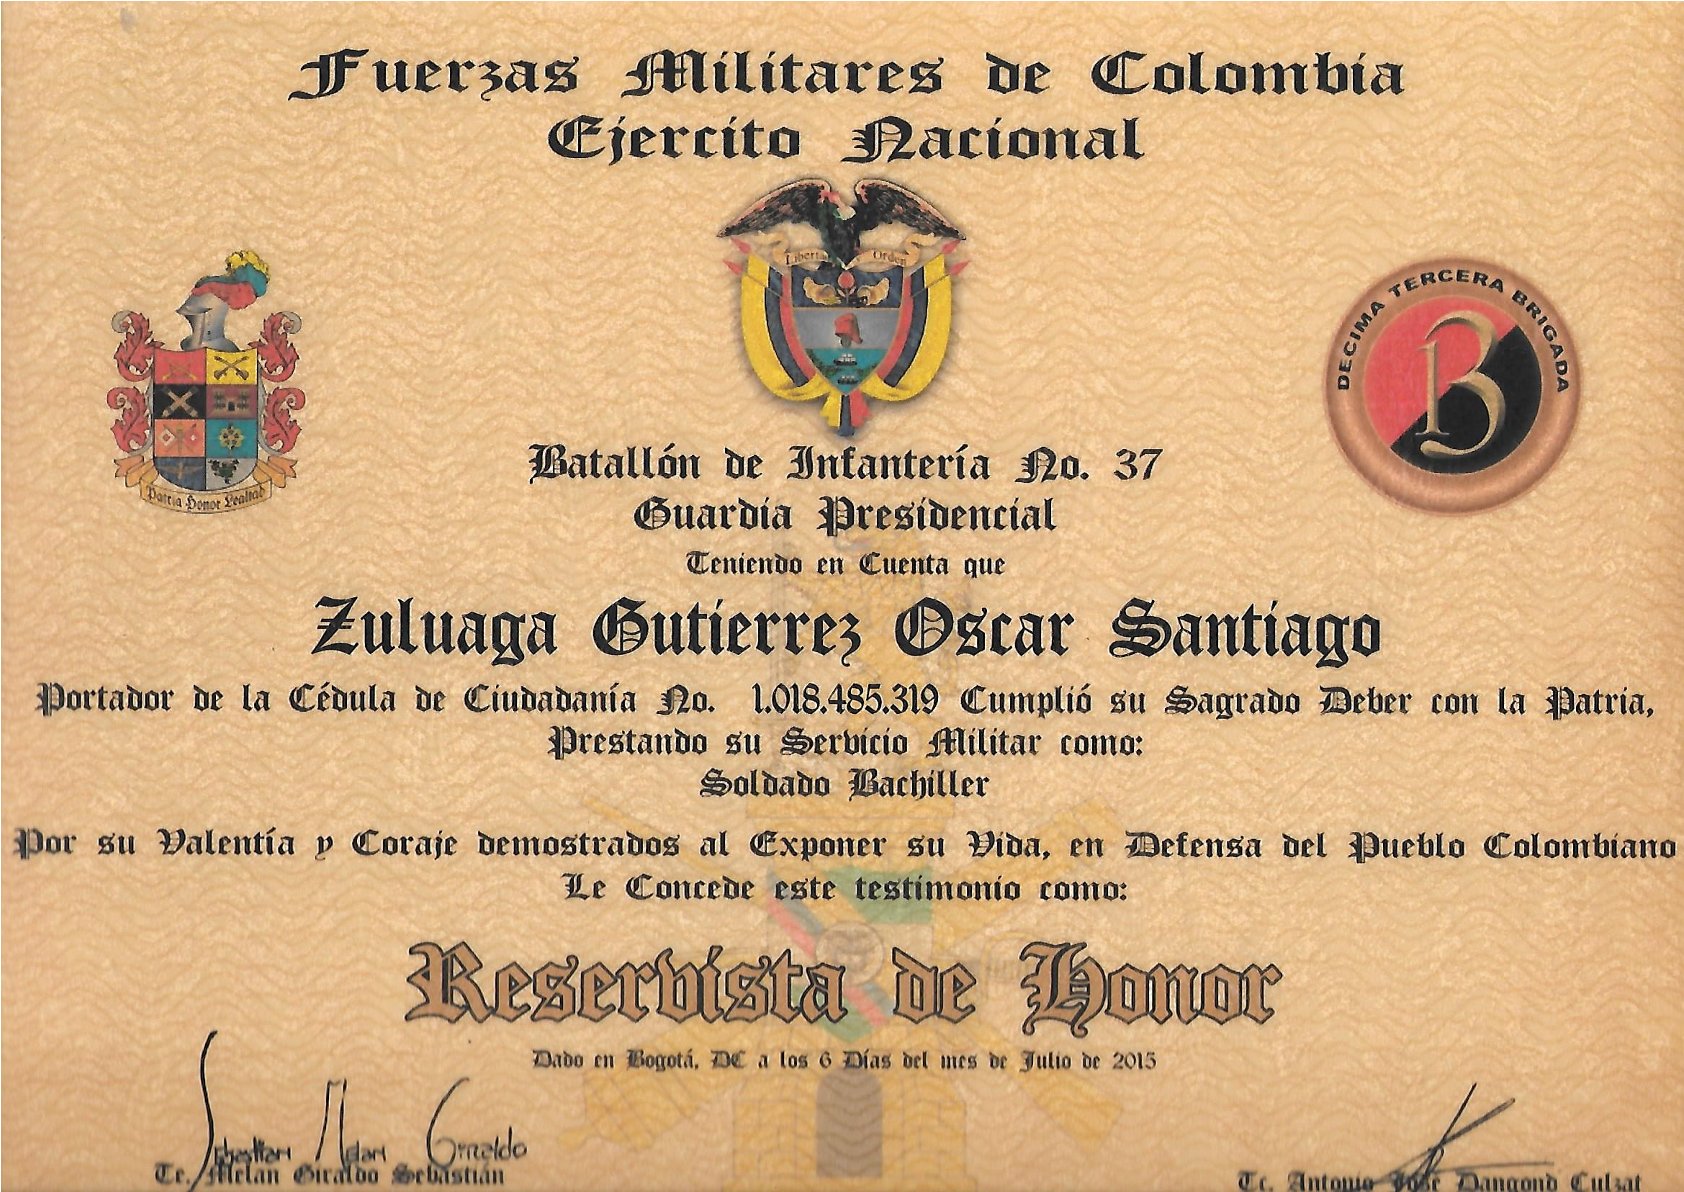 Fuerzas Militares de Colombia
Ejercito Nacional
Libertad Orden
DECIMA TERCERA BRIGADA
B
Patria Honor Lealtad
Batallón de Infantería No. 37
Guardia Presidencial
Teniendo en Cuenta que
Zuluaga Gutierrez Oscar Santiago
Portador de la Cédula de Ciudadanía No. 1.018.485.319 Cumplió su Sagrado Deber con la Patria,
Prestando su Servicio Militar como:
Soldado Bachiller
Por su Valentía y Coraje demostrados al Exponer su Vida, en Defensa del Pueblo Colombiano
Le Concede este testimonio como:
Reservista de Honor
Dado en Bogotá, DC a los 6 Días del mes de Julio de 2015
Sebastian Melan Giraldo
Te. Melan Giraldo Sebastián
Tc. Antonio José Dangond Culzat